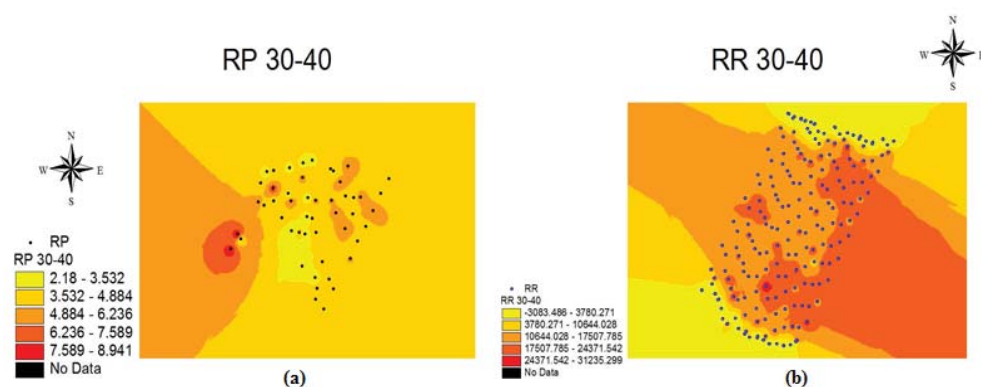 RP 30-40
N
W E
S
RP
RP 30-40
2.18 - 3.532
3.532 - 4.884
4.884 - 6.236
6.236 - 7.589
7.589 - 8.941
No Data
(a)
RR 30-40
N
W E
S
RR
RR 30-40
-3083.486 - 3780.271
3780.271 - 10644.028
10644.028 - 17507.785
17507.785 - 24371.542
24371.542 - 31235.299
No Data
(b)